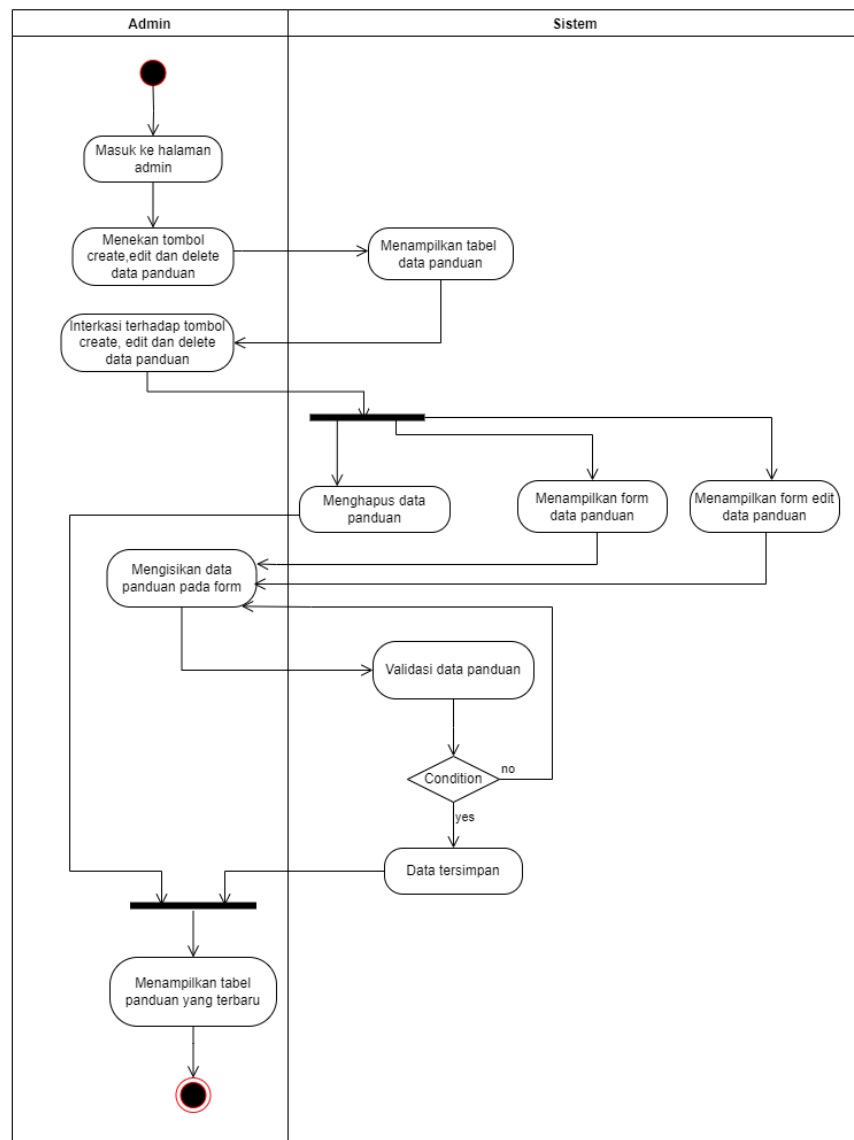 Admin
Sistem
Masuk ke halaman
admin
Menekan tombol
create,edit dan delete
data panduan
Menampilkan tabel
data panduan
Interkasi terhadap tombol
create, edit dan delete
data panduan
Menghapus data
panduan
Menampilkan form
data panduan
Menampilkan form edit
data panduan
Mengisikan data
panduan pada form
Validasi data panduan
Condition
no
yes
Data tersimpan
Menampilkan tabel
panduan yang terbaru